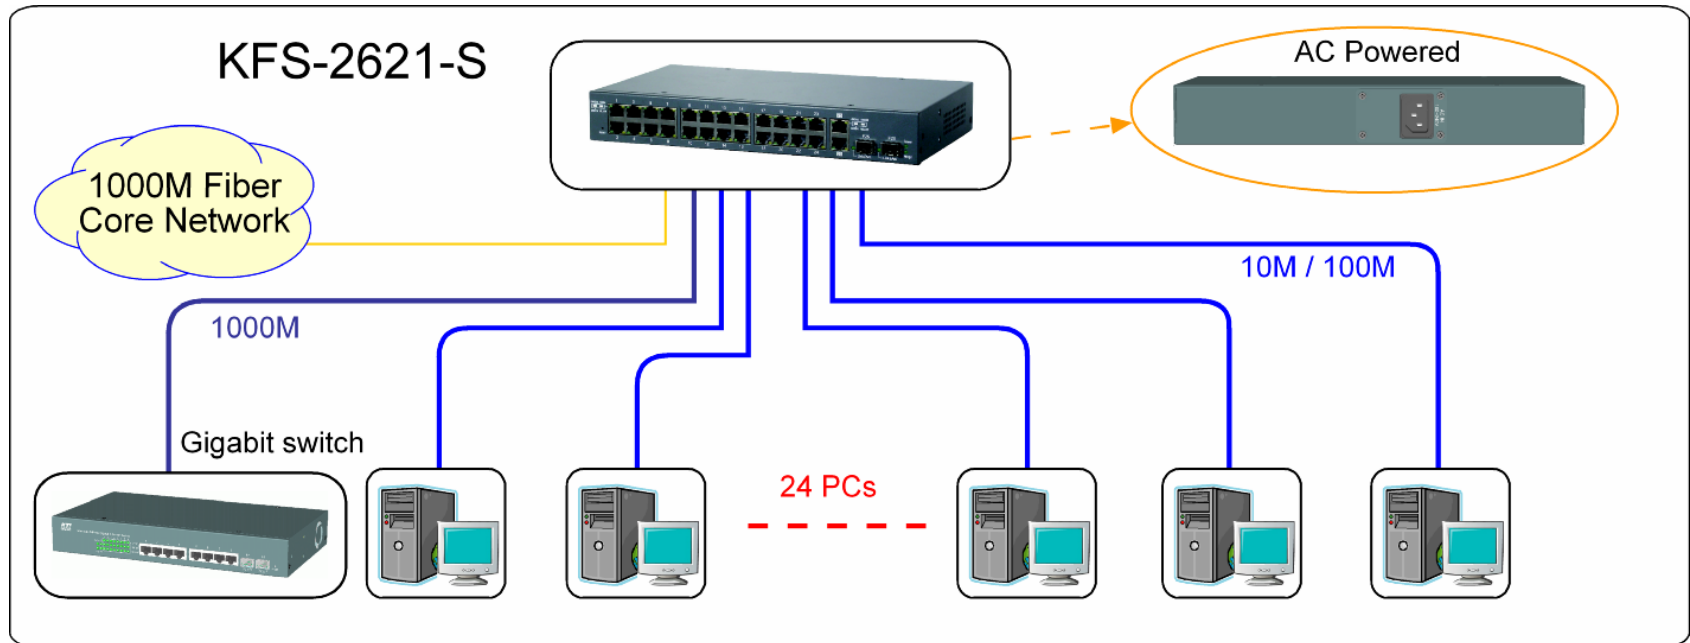 KFS-2621-S
AC Powered
1000M Fiber
Core Network
10M / 100M
1000M
Gigabit switch
24 PCs